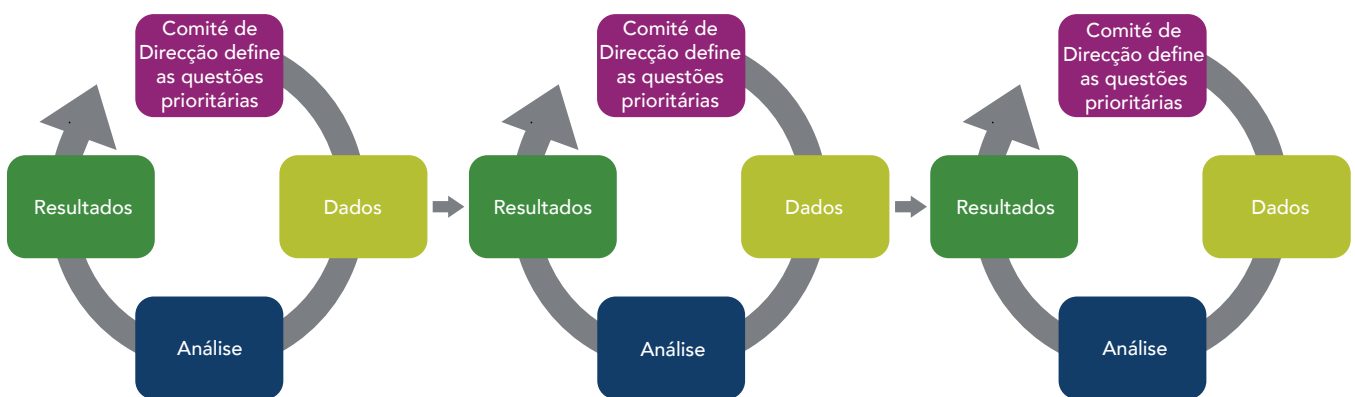 Comité de
Direcção define
as questões
prioritárias
Resultados
Dados
Análise
Comité de
Direcção define
as questões
prioritárias
Resultados
Dados
Análise
Comité de
Direcção define
as questões
prioritárias
Resultados
Dados
Análise